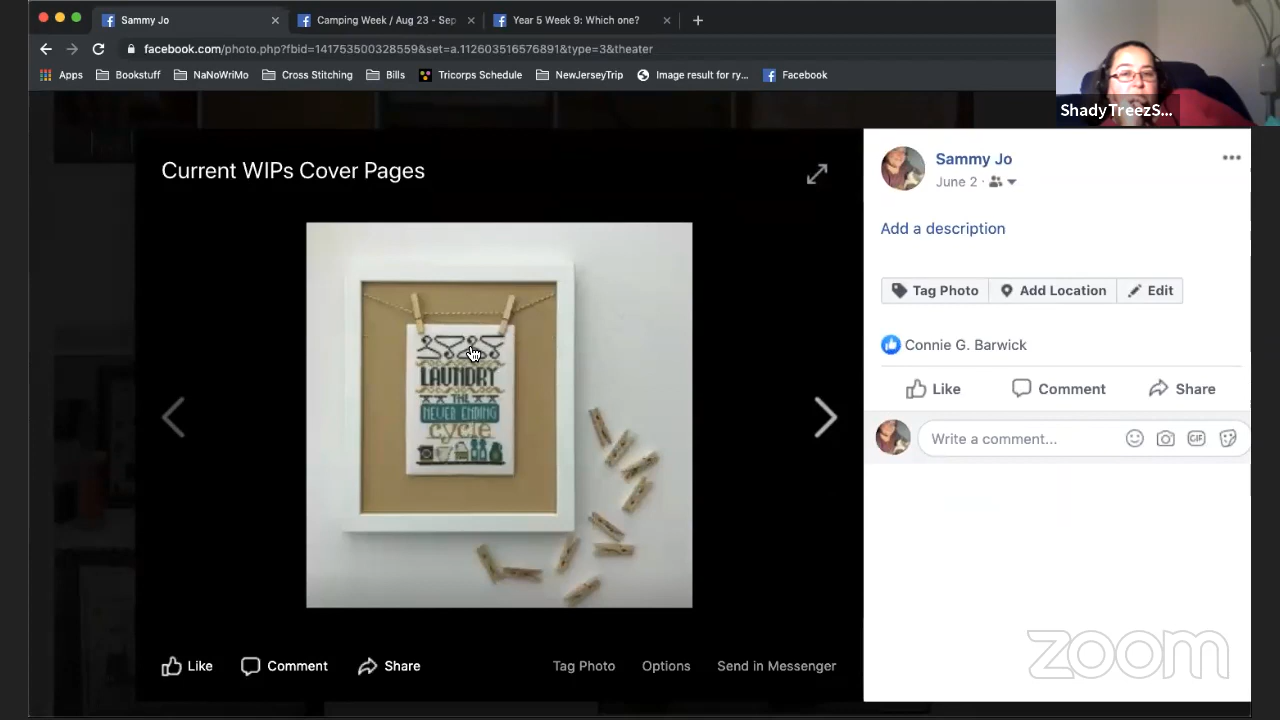 Sammy Jo
Camping Week / Aug 23 - Sep
Year 5 Week 9: Which one?
facebook.com/photo.php?fbid=141753500328559&set=a.112603516576891&type=3&theater
Apps Bookstuff NaNoWriMo Cross Stitching Bills Tricorps Schedule NewJerseyTrip Image result for ry... Facebook
ShadyTreezS...
Current WIPs Cover Pages
LAUNDRY
THE
NEVER ENDING
cycle
Like Comment Share
Tag Photo Options Send in Messenger
Sammy Jo
June 2
Add a description
Tag Photo Add Location Edit
Connie G. Barwick
Like Comment Share
Write a comment...
GIF
zoom